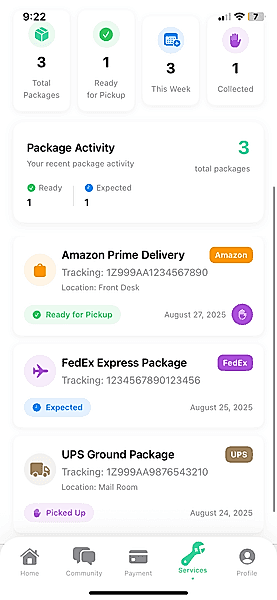 9:22
3
Total
Packages
1
Ready
for Pickup
3
This Week
1
Collected
Package Activity
3
Your recent package activity
total packages
Ready
Expected
1
1
Amazon Prime Delivery
Amazon
Tracking: 1Z999AA1234567890
Location: Front Desk
Ready for Pickup
August 27, 2025
FedEx Express Package
FedEx
Tracking: 1234567890123456
Expected
August 25, 2025
UPS Ground Package
UPS
Tracking: 1Z999AA9876543210
Location: Mail Room
Picked Up
August 24, 2025
Home
Community
Payment
Services
Profile